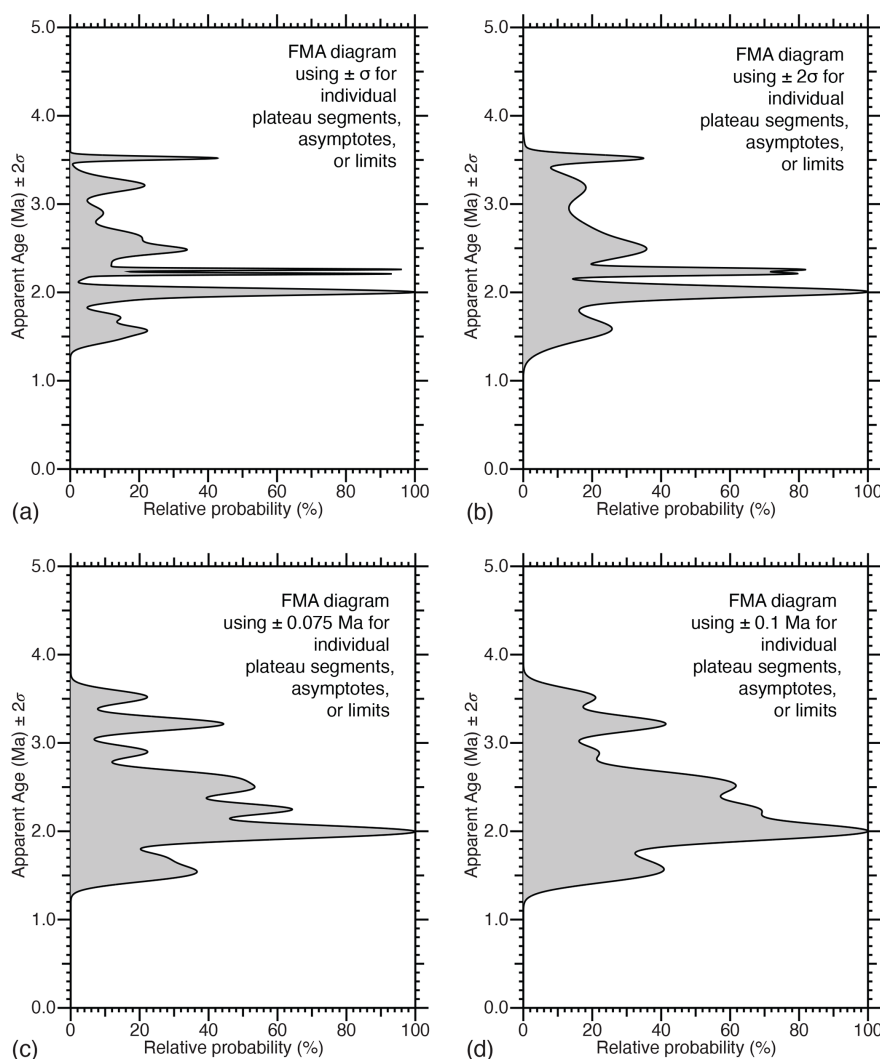 5.0
FMA diagram
using ± σ for
individual
plateau segments,
asymptotes,
or limits
4.0
3.0
2.0
1.0
0.0
Apparent Age (Ma) ± 2σ
0 20 40 60 80 100
(a) Relative probability (%)
5.0
FMA diagram
using ± 2σ for
individual
plateau segments,
asymptotes,
or limits
4.0
3.0
2.0
1.0
0.0
Apparent Age (Ma) ± 2σ
0 20 40 60 80 100
(b) Relative probability (%)
5.0
FMA diagram
using ± 0.075 Ma for
individual
plateau segments,
asymptotes,
or limits
4.0
3.0
2.0
1.0
0.0
Apparent Age (Ma) ± 2σ
0 20 40 60 80 100
(c) Relative probability (%)
5.0
FMA diagram
using ± 0.1 Ma for
individual
plateau segments,
asymptotes,
or limits
4.0
3.0
2.0
1.0
0.0
Apparent Age (Ma) ± 2σ
0 20 40 60 80 100
(d) Relative probability (%)